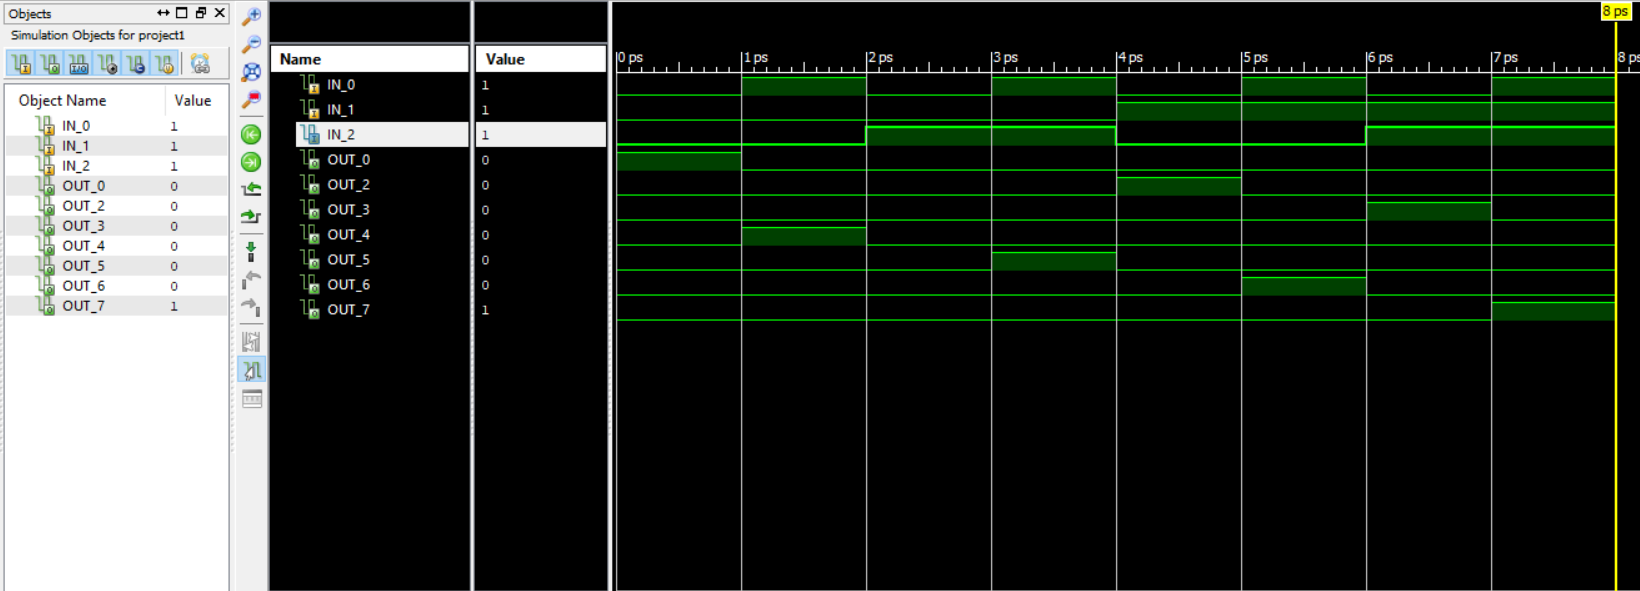 Objects
Simulation Objects for project1
Object Name Value
IN_0 1
IN_1 1
IN_2 1
OUT_0 0
OUT_2 0
OUT_3 0
OUT_4 0
OUT_5 0
OUT_6 0
OUT_7 1
Name Value
IN_0 1
IN_1 1
IN_2 1
OUT_0 0
OUT_2 0
OUT_3 0
OUT_4 0
OUT_5 0
OUT_6 0
OUT_7 1
8 ps
0 ps 1 ps 2 ps 3 ps 4 ps 5 ps 6 ps 7 ps 8 ps